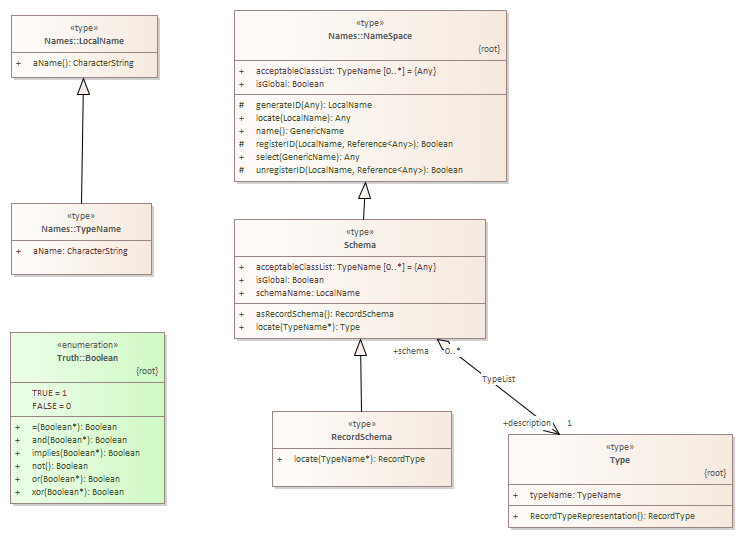 «type»
Names::LocalName
+ aName(): CharacterString
«type»
Names::NameSpace
{root}
+ acceptableClassList: TypeName [0..*] = {Any}
+ isGlobal: Boolean
# generateID(Any): LocalName
+ locate(LocalName): Any
+ name(): GenericName
# registerID(LocalName, Reference<Any>): Boolean
+ select(GenericName): Any
# unregisterID(LocalName, Reference<Any>): Boolean
«type»
Names::TypeName
+ aName: CharacterString
«type»
Schema
+ acceptableClassList: TypeName [0..*] = {Any}
+ isGlobal: Boolean
+ schemaName: LocalName
+ asRecordSchema(): RecordSchema
+ locate(TypeName*): Type
«enumeration»
Truth::Boolean
{root}
TRUE = 1
FALSE = 0
+ =(Boolean*): Boolean
+ and(Boolean*): Boolean
+ implies(Boolean*): Boolean
+ not(): Boolean
+ or(Boolean*): Boolean
+ xor(Boolean*): Boolean
+schema 0..*
TypeList
+description 1
«type»
RecordSchema
+ locate(TypeName*): RecordType
«type»
Type
{root}
+ typeName: TypeName
+ RecordTypeRepresentation(): RecordType